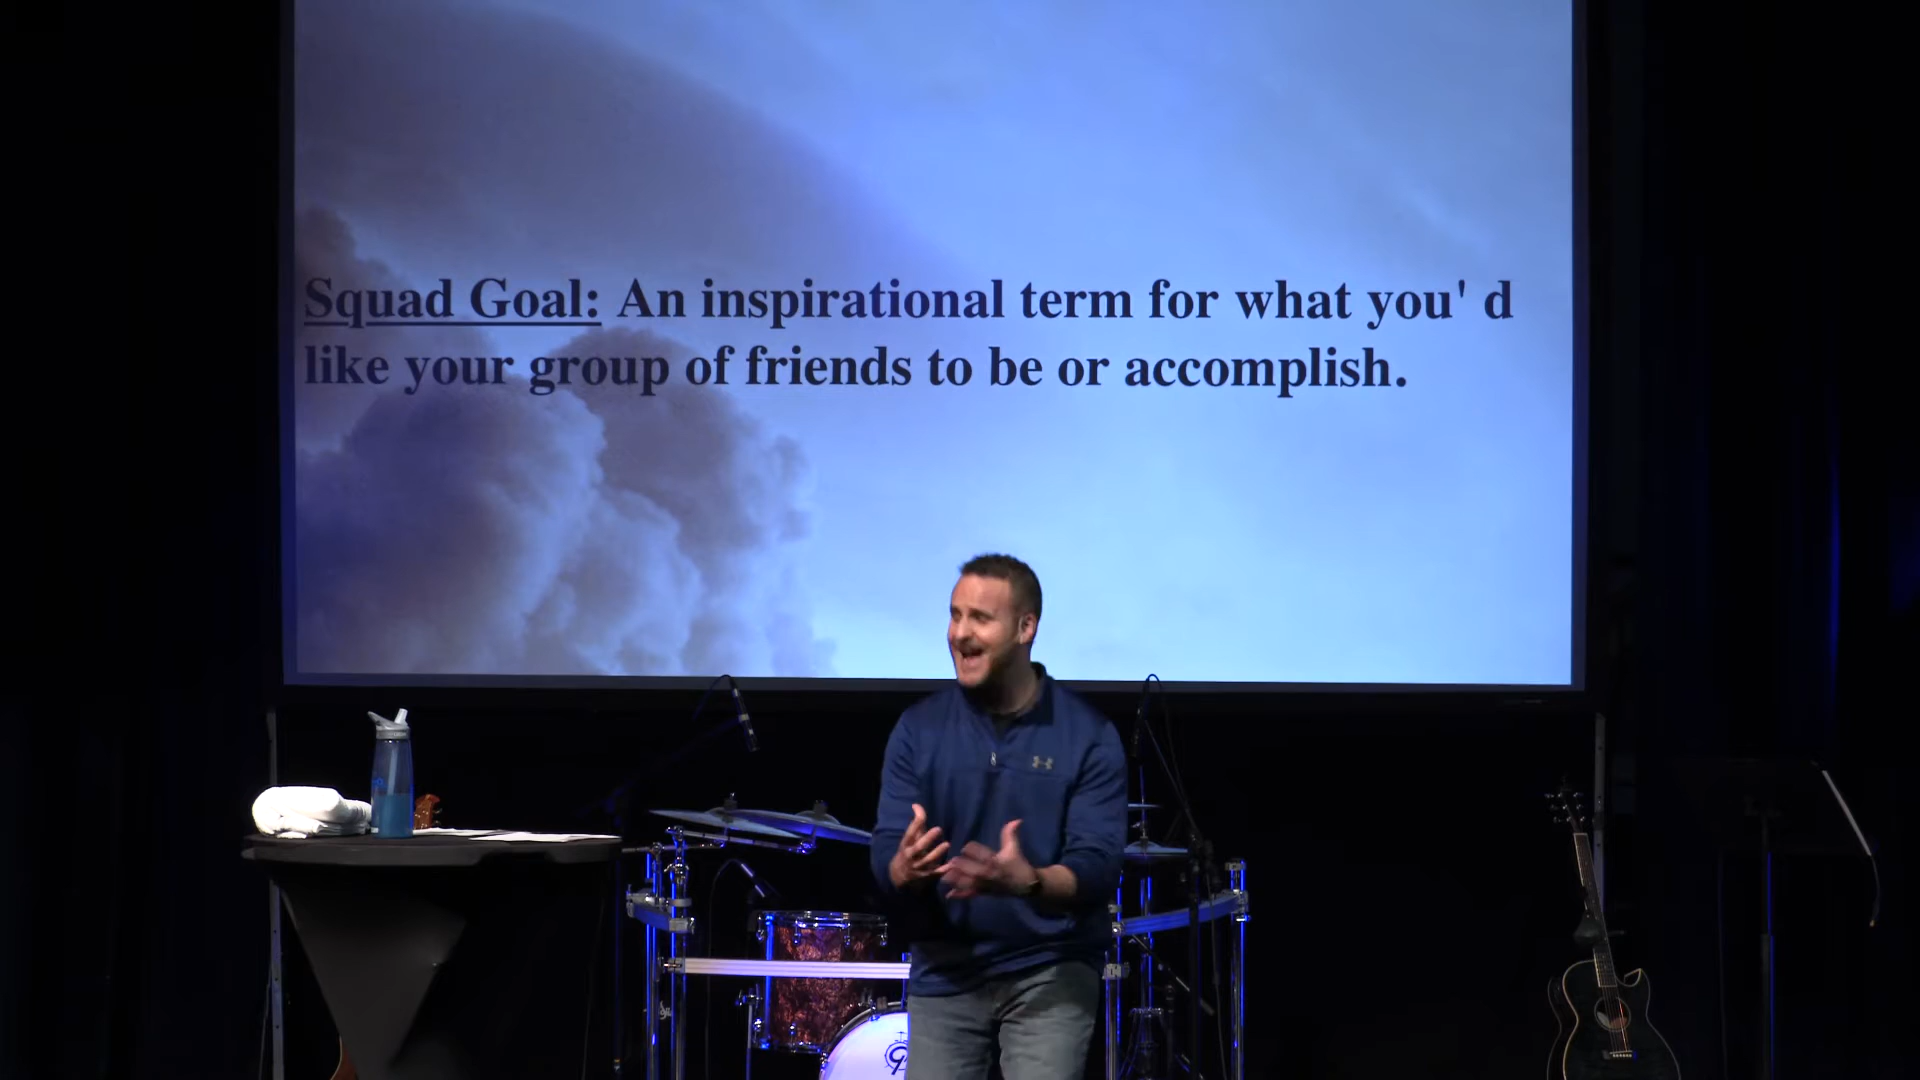 Squad Goal: An inspirational term for what you' d
like your group of friends to be or accomplish.